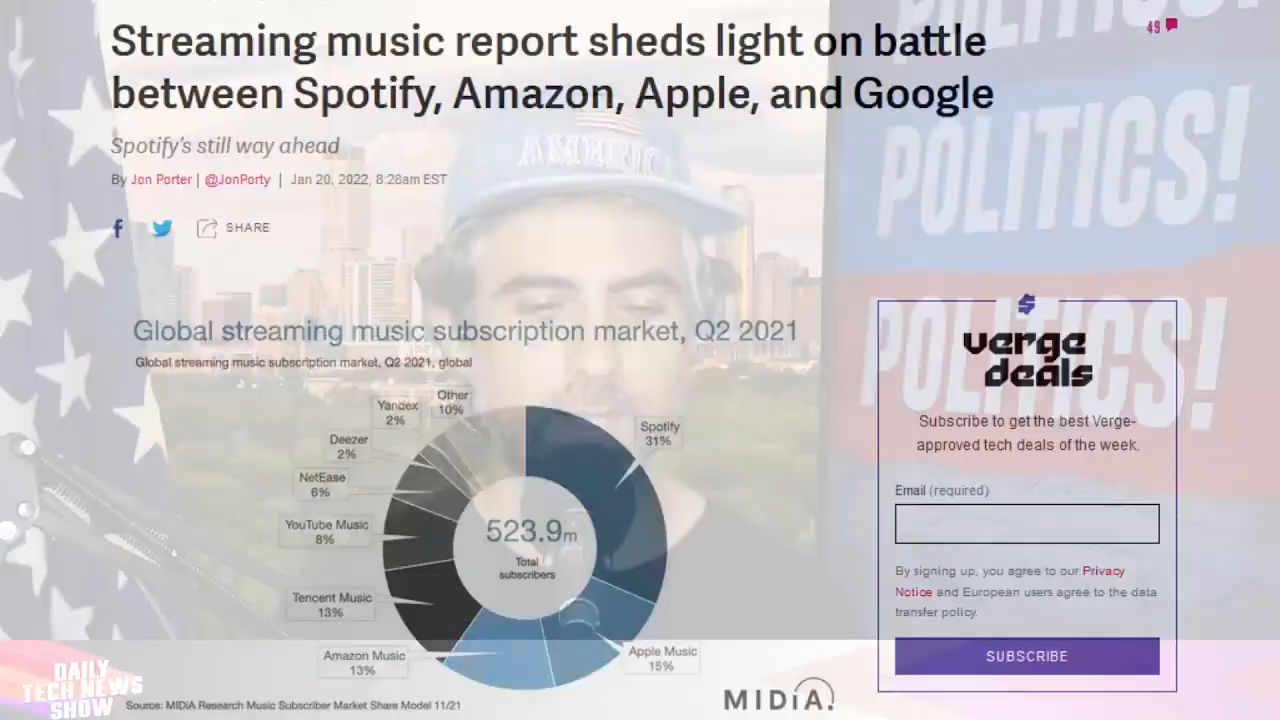 49
Streaming music report sheds light on battle
between Spotify, Amazon, Apple, and Google
Spotify's still way ahead
By Jon Porter | @JonPorty | Jan 20, 2022, 8:28am EST
SHARE
POLITICS!
POLITICS!
POLITICS!
Global streaming music subscription market, Q2 2021
Global streaming music subscription market, Q2 2021, global
Other
10%
Yandex
2%
Spotify
31%
Deezer
2%
NetEase
6%
YouTube Music
8%
523.9m
Total
subscribers
Tencent Music
13%
Amazon Music
13%
Apple Music
15%
MIDiA.
Source: MIDiA Research Music Subscriber Market Share Model 11/21
verge
deals
Subscribe to get the best Verge-
approved tech deals of the week.
Email (required)
By signing up, you agree to our Privacy
Notice and European users agree to the data
transfer policy.
SUBSCRIBE
DAILY
TECH NEWS
SHOW